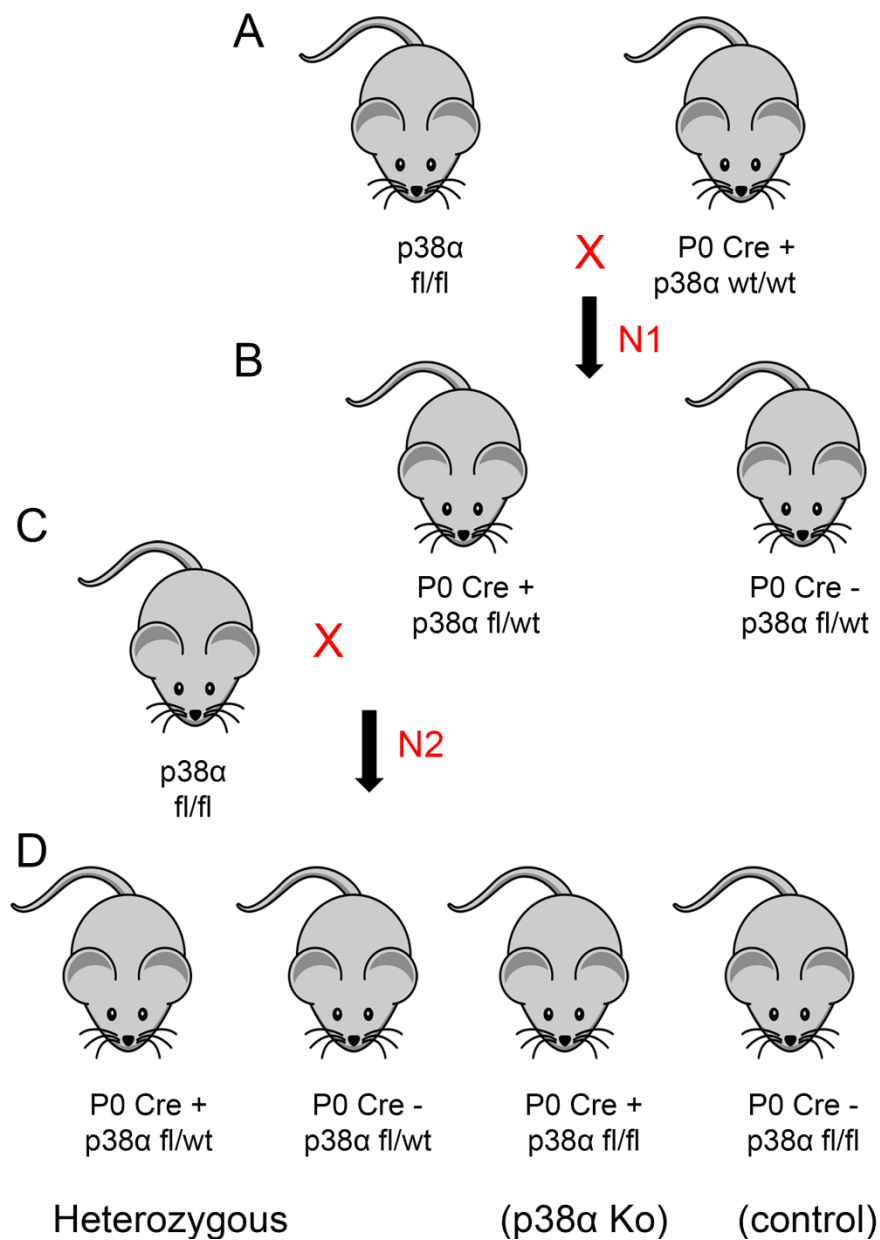 A
p38α
fl/fl
X
P0 Cre +
p38α wt/wt
N1
B
P0 Cre +
p38α fl/wt
P0 Cre -
p38α fl/wt
C
X
p38α
fl/fl
N2
D
P0 Cre +
p38α fl/wt
P0 Cre -
p38α fl/wt
P0 Cre +
p38α fl/fl
P0 Cre -
p38α fl/fl
Heterozygous
(p38α Ko)
(control)